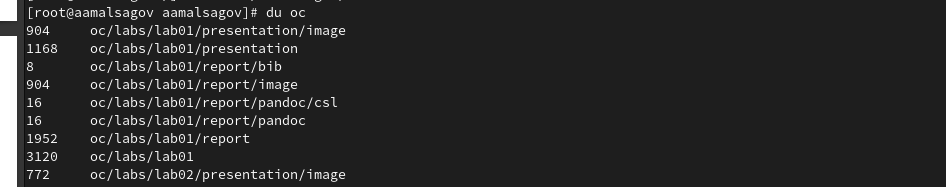 [root@aamalsagov aamalsagov]# du oc
904 oc/labs/lab01/presentation/image
1168 oc/labs/lab01/presentation
8 oc/labs/lab01/report/bib
904 oc/labs/lab01/report/image
16 oc/labs/lab01/report/pandoc/csl
16 oc/labs/lab01/report/pandoc
1952 oc/labs/lab01/report
3120 oc/labs/lab01
772 oc/labs/lab02/presentation/image